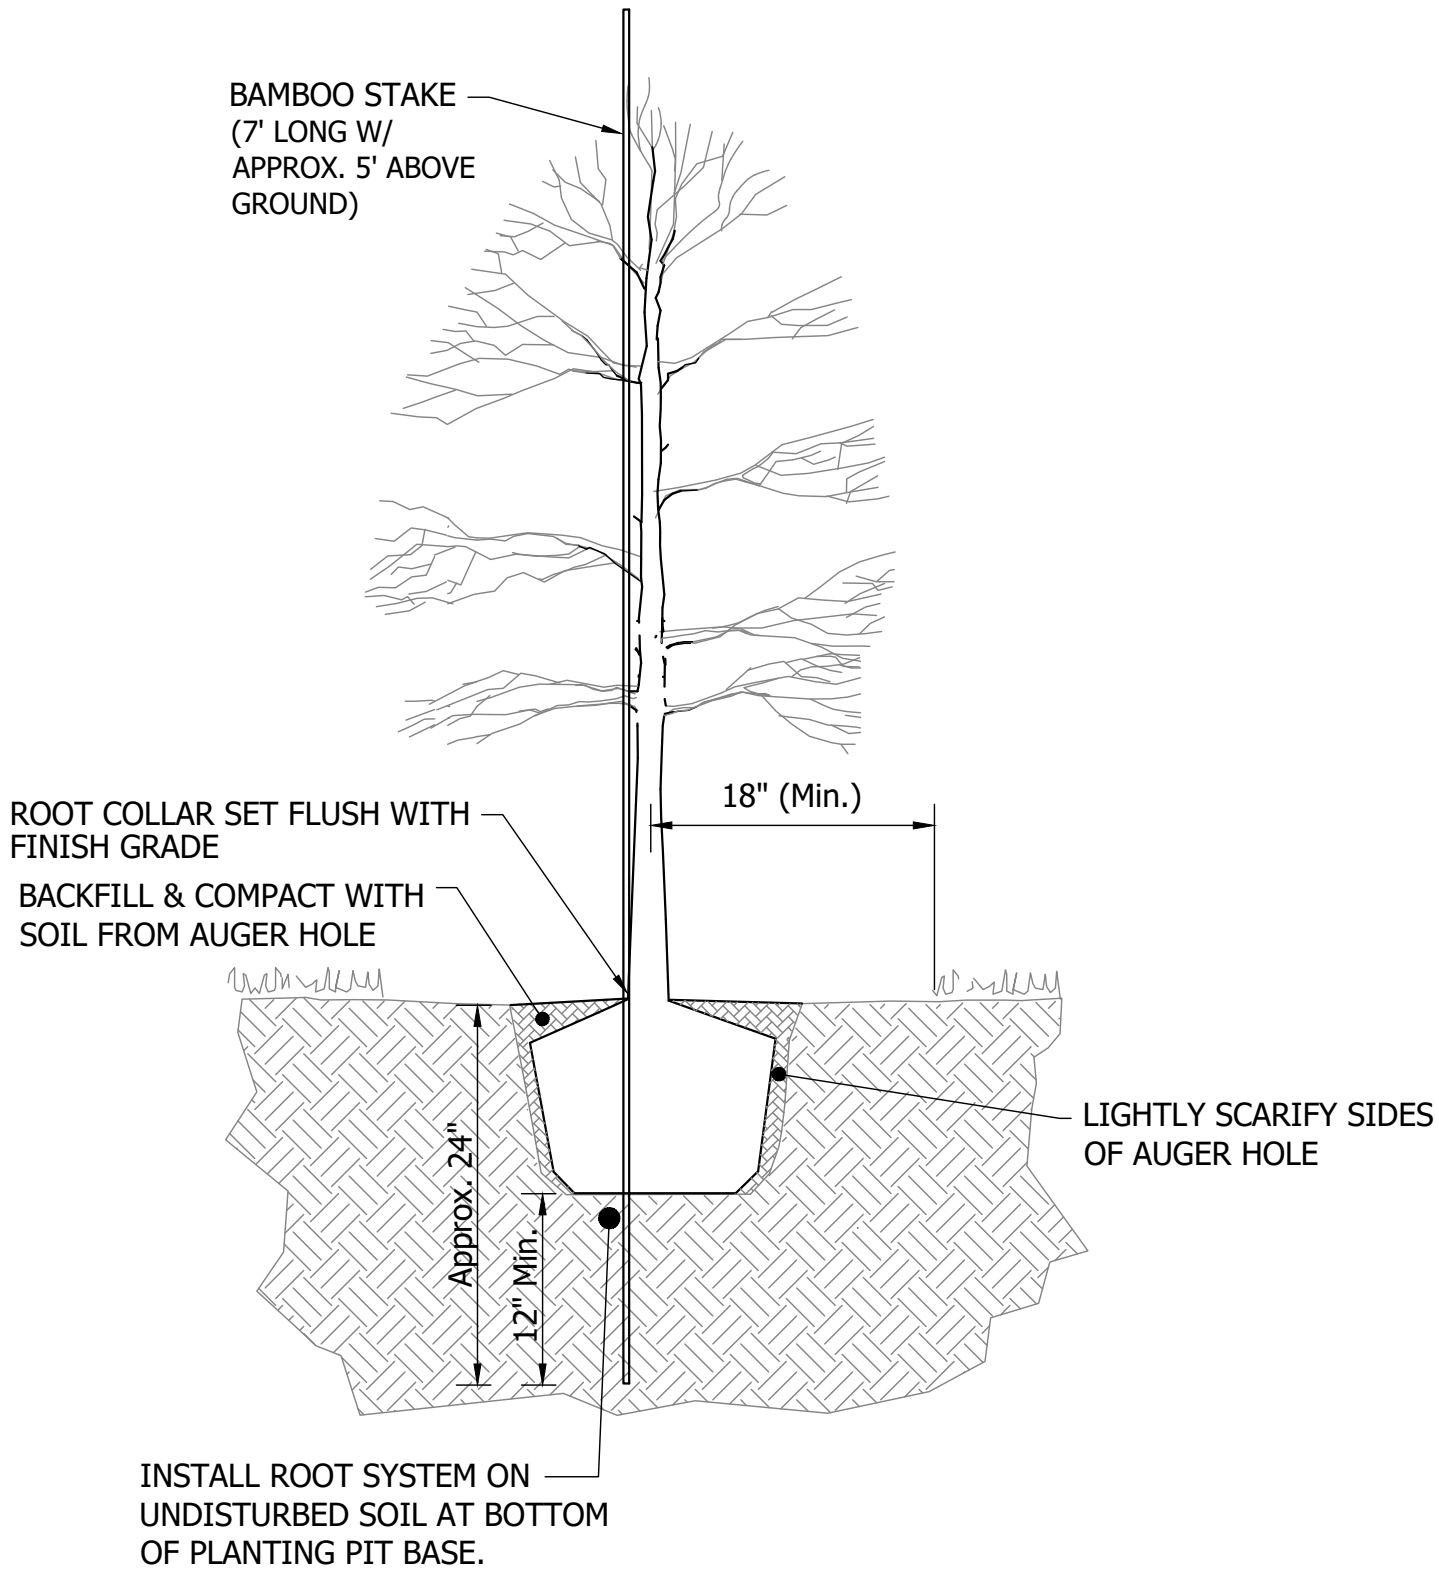 BAMBOO STAKE
(7' LONG W/
APPROX. 5' ABOVE
GROUND)
18" (Min.)
ROOT COLLAR SET FLUSH WITH
FINISH GRADE
BACKFILL & COMPACT WITH
SOIL FROM AUGER HOLE
LIGHTLY SCARIFY SIDES
OF AUGER HOLE
Approx. 24"
12" Min.
INSTALL ROOT SYSTEM ON
UNDISTURBED SOIL AT BOTTOM
OF PLANTING PIT BASE.